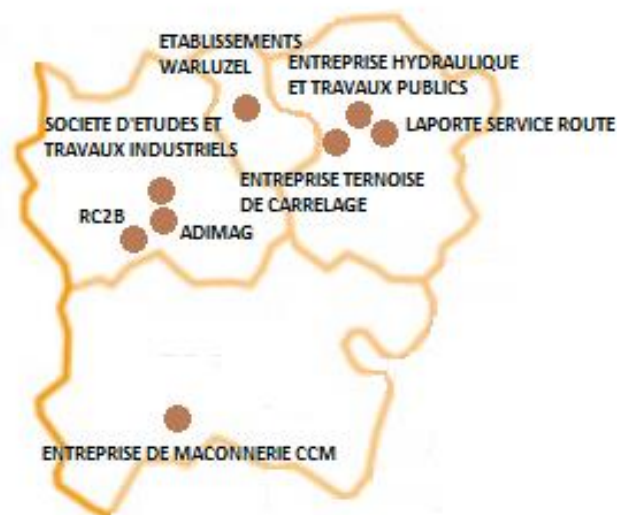 ETABLISSEMENTS
WARLUZEL
ENTREPRISE HYDRAULIQUE
ET TRAVAUX PUBLICS
SOCIETE D'ETUDES ET
TRAVAUX INDUSTRIELS
LAPORTE SERVICE ROUTE
ENTREPRISE TERNOISE
DE CARRELAGE
RC2B
ADIMAG
ENTREPRISE DE MACONNERIE CCM